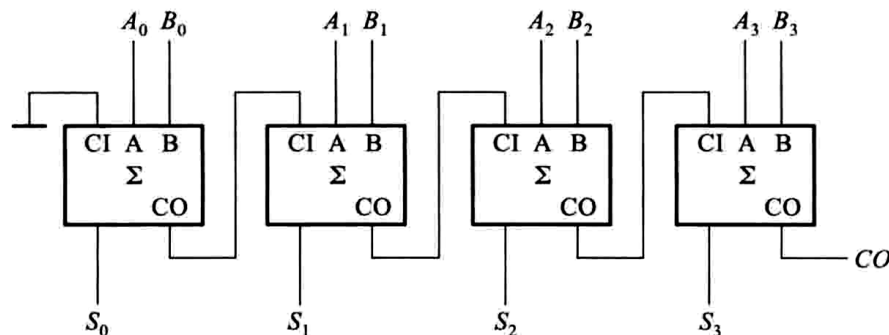 A₀ B₀ A₁ B₁ A₂ B₂ A₃ B₃
CI A B CI A B CI A B CI A B
Σ Σ Σ Σ
CO CO CO CO
CO
S₀ S₁ S₂ S₃